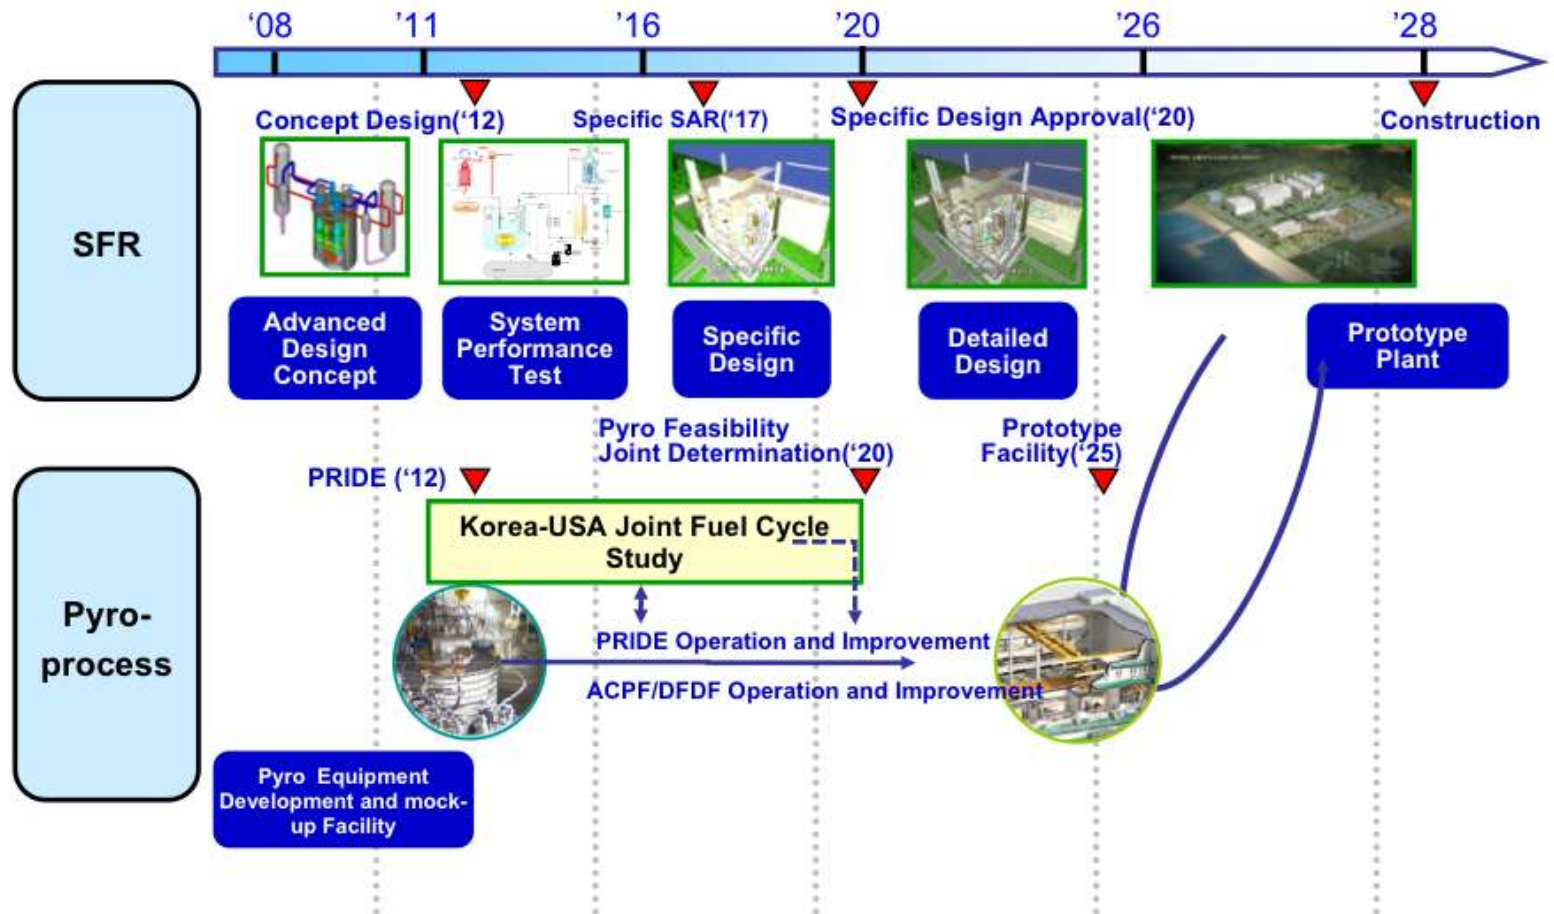 ‘08
’11
’16
’20
’26
’28
Concept Design(‘12)
Specific SAR(‘17)
Specific Design Approval(‘20)
Construction
SFR
Advanced
Design
Concept
System
Performance
Test
Specific
Design
Detailed
Design
Prototype
Plant
Pyro Feasibility
Joint Determination(‘20)
Prototype
Facility(‘25)
PRIDE (‘12)
Korea-USA Joint Fuel Cycle
Study
Pyro-
process
PRIDE Operation and Improvement
ACPF/DFDF Operation and Improvement
Pyro Equipment
Development and mock-
up Facility